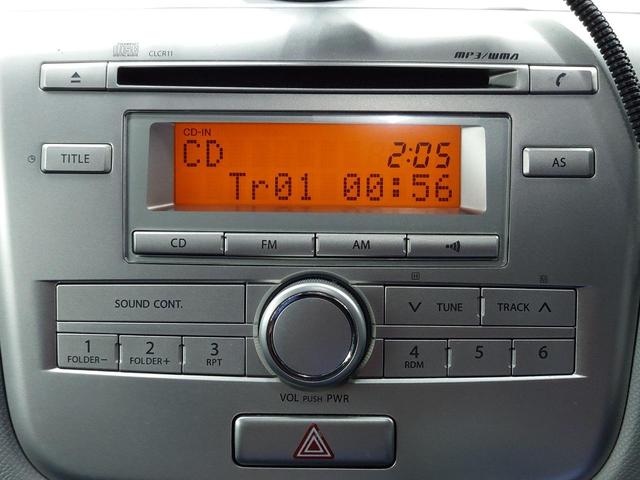 CLCR11
MP3/WMA
CD-IN
CD 2:05
Tr01 00:56
TITLE
AS
CD FM AM
SOUND CONT.
TUNE TRACK
1 2 3 4 5 6
FOLDER− FOLDER+ RPT RDM
VOL PUSH PWR